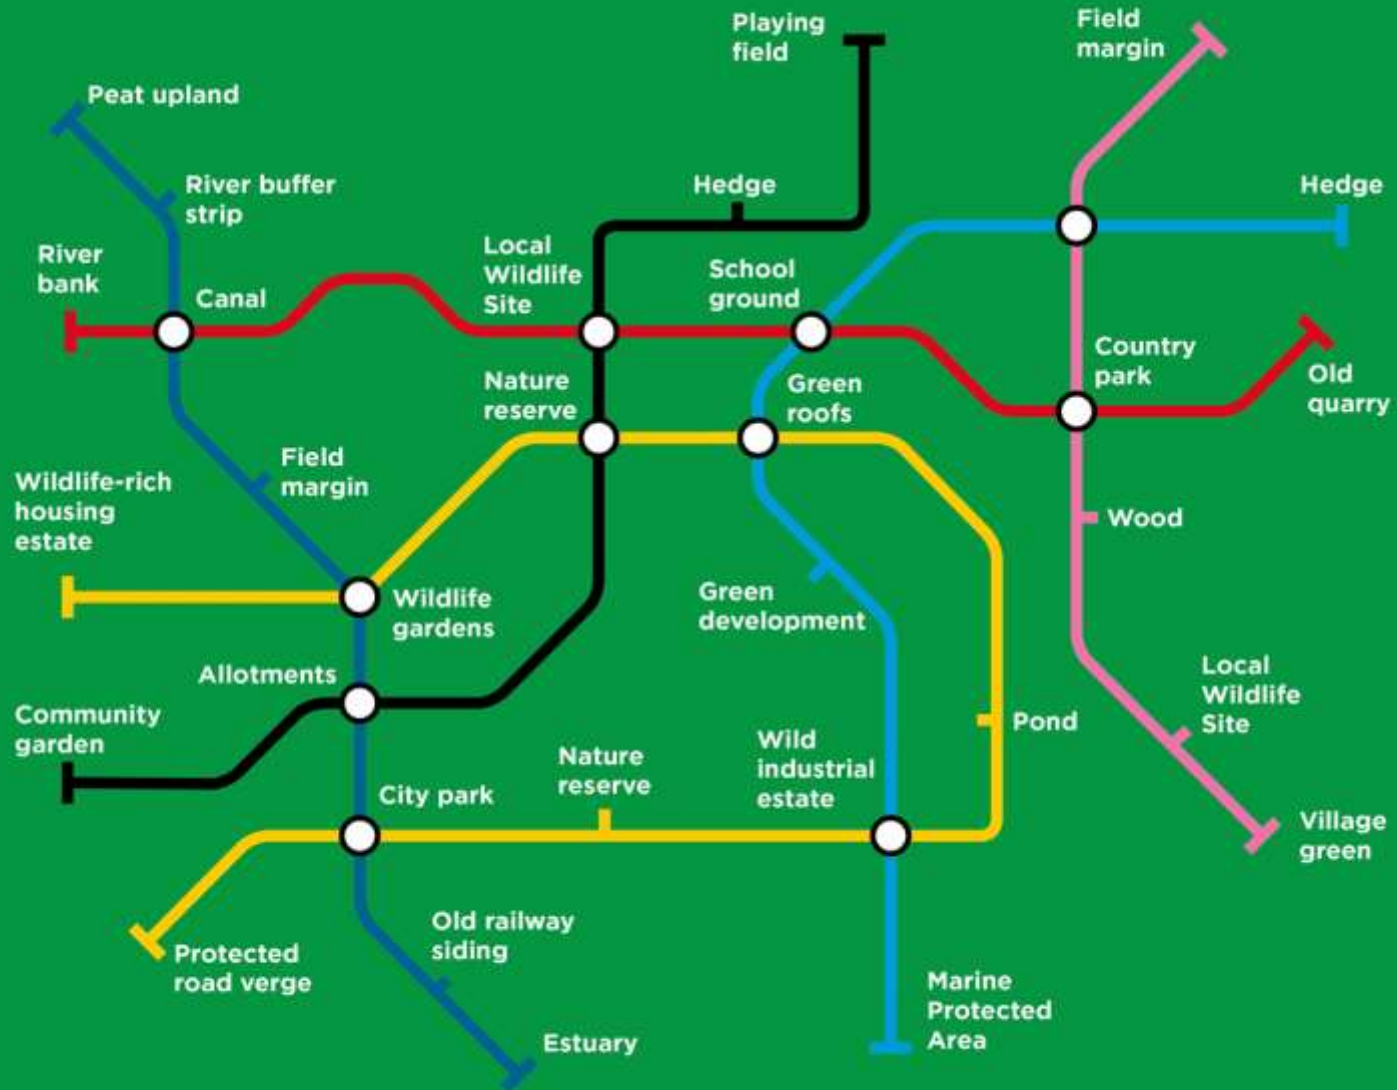 Playing
field
Field
margin
Peat upland
River buffer
strip
Hedge
Hedge
River
bank
Canal
Local
Wildlife
Site
School
ground
Country
park
Old
quarry
Nature
reserve
Green
roofs
Field
margin
Wildlife-rich
housing
estate
Wood
Wildlife
gardens
Green
development
Allotments
Local
Wildlife
Site
Community
garden
Pond
Nature
reserve
Wild
industrial
estate
City park
Village
green
Old railway
siding
Protected
road verge
Marine
Protected
Area
Estuary